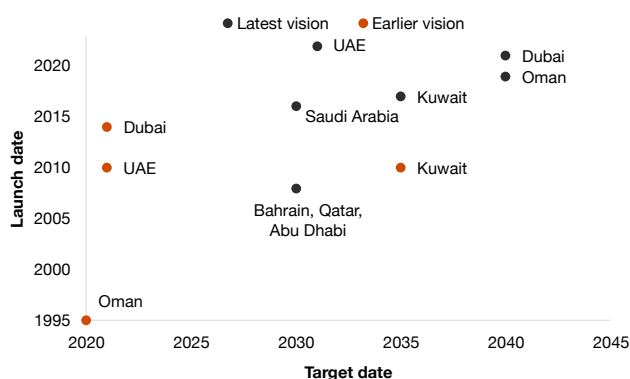 Latest vision Earlier vision
UAE
2020
Dubai
Oman
Kuwait
2015
Saudi Arabia
Dubai
2010
UAE
Kuwait
2005
Bahrain, Qatar,
Abu Dhabi
2000
Oman
1995
Launch date
2020 2025 2030 2035 2040 2045
Target date